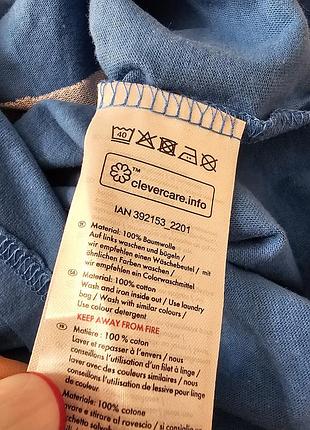 40
™
clevercare.info
IAN 392153_2201
DE Material: 100% Baumwolle
Auf links waschen und bügeln /
wir empfehlen einen Wäschebeutel / mit
ähnlichen Farben waschen /
wir empfehlen ein Colorwaschmittel
GB Material: 100% cotton
Wash and iron inside out / Use laundry
bag / Wash with similar colours /
Use colour detergent
KEEP AWAY FROM FIRE
FR Matière : 100 % coton
Laver et repasser à l'envers / nous
conseillons l'utilisation d'un filet à linge /
laver avec des couleurs similaires / nous
conseillons l'utilisation de lessive pour linge
de couleur
Materiale: 100% cotone
e stirare al rovescio / si consiglia